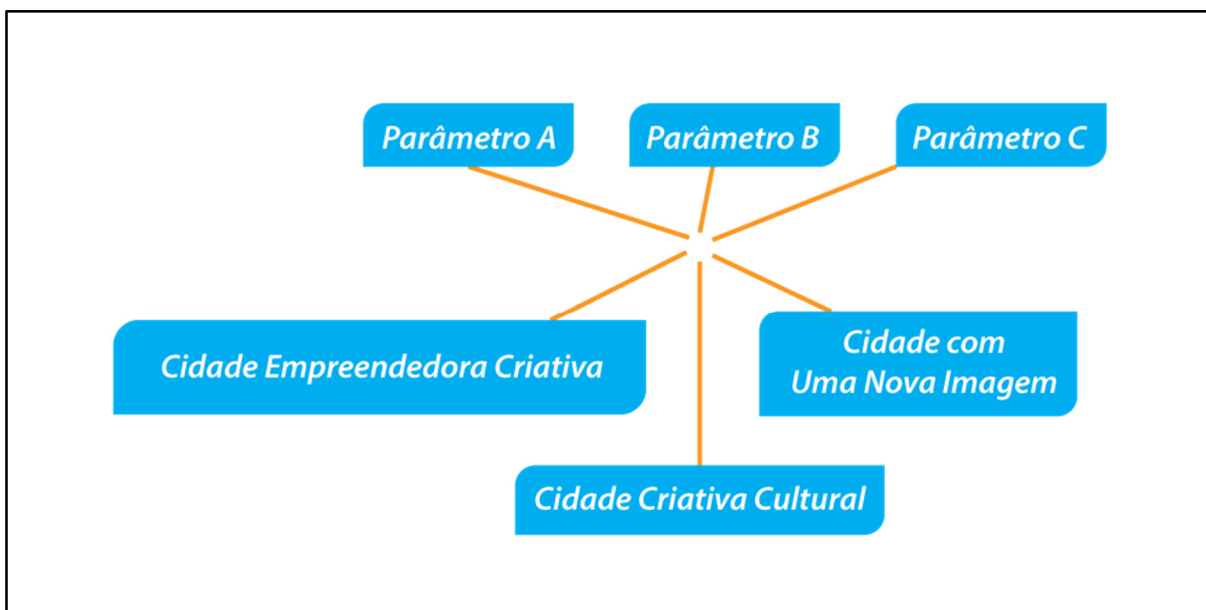 Parâmetro A
Parâmetro B
Parâmetro C
Cidade Empreendedora Criativa
Cidade com
Uma Nova Imagem
Cidade Criativa Cultural